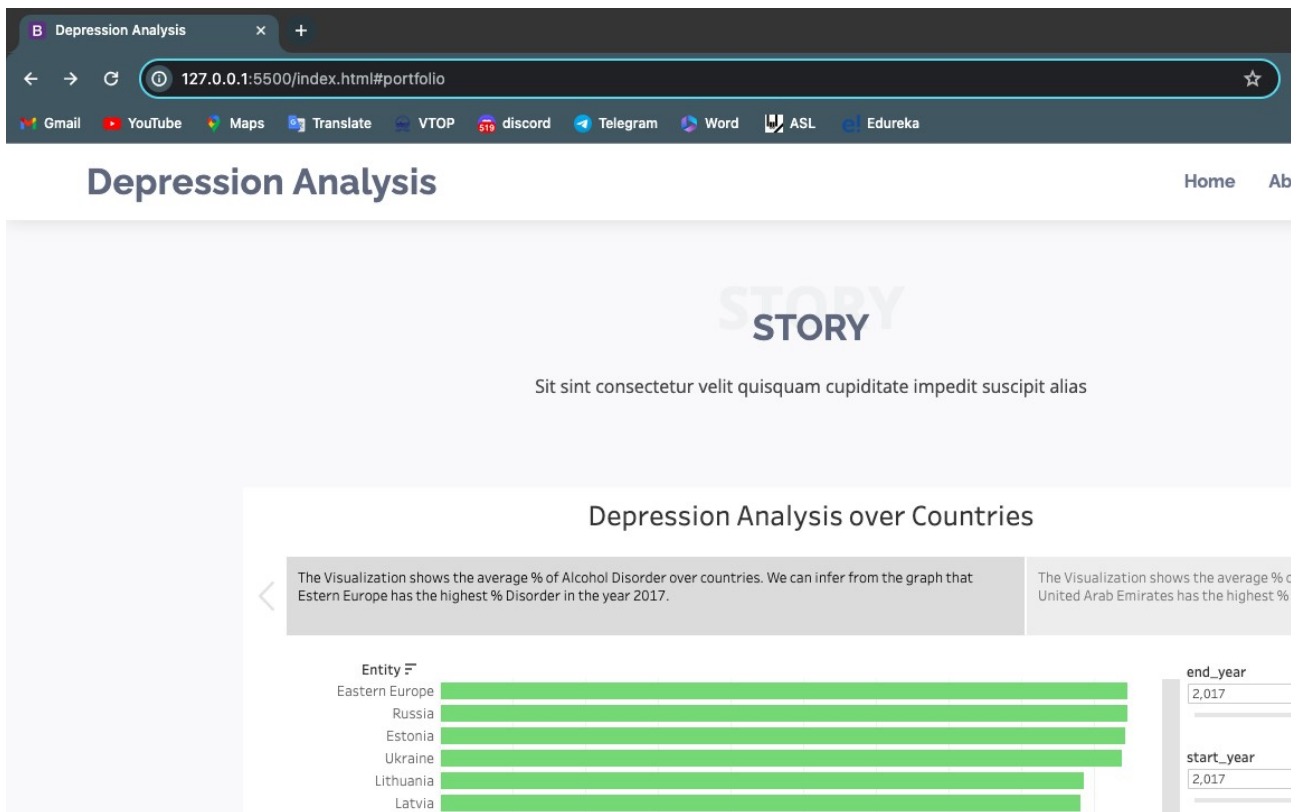 Depression Analysis
127.0.0.1:5500/index.html#portfolio
Gmail YouTube Maps Translate VTOP 519 discord Telegram Word ASL e! Edureka
Depression Analysis
Home Ab
STORY
STORY
Sit sint consectetur velit quisquam cupiditate impedit suscipit alias
Depression Analysis over Countries
The Visualization shows the average % of Alcohol Disorder over countries. We can infer from the graph that
Estern Europe has the highest % Disorder in the year 2017.
The Visualization shows the average %
United Arab Emirates has the highest %
Entity
Eastern Europe
Russia
Estonia
Ukraine
Lithuania
Latvia
end_year
2,017
start_year
2,017